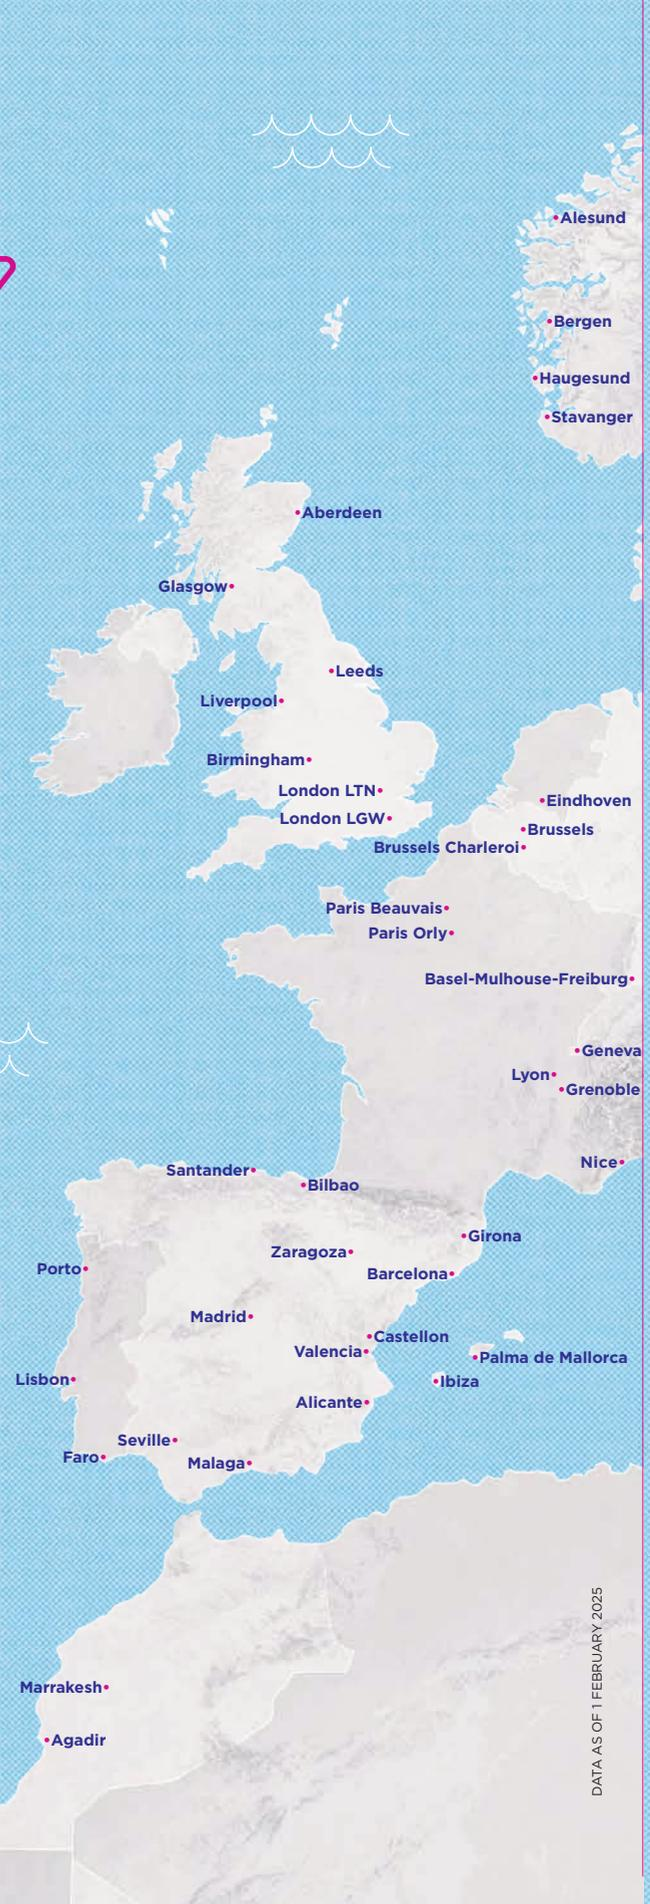 Alesund
Bergen
Haugesund
Stavanger
Aberdeen
Glasgow
Leeds
Liverpool
Birmingham
London LTN
London LGW
Eindhoven
Brussels
Brussels Charleroi
Paris Beauvais
Paris Orly
Basel-Mulhouse-Freiburg
Geneva
Lyon
Grenoble
Nice
Santander
Bilbao
Girona
Zaragoza
Porto
Barcelona
Madrid
Castellon
Valencia
Palma de Mallorca
Lisbon
Ibiza
Alicante
Seville
Faro
Malaga
DATA AS OF 1 FEBRUARY 2025
Marrakesh
Agadir